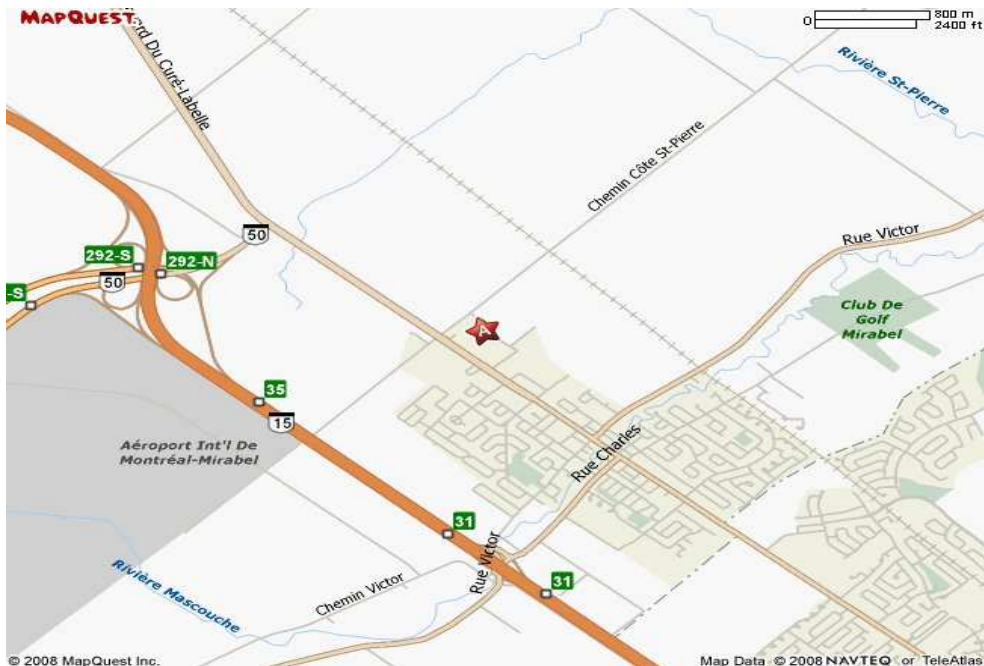 MAPQUEST
0 800 m
2400 ft
rd Du Curé-Labelle
Rivière St-Pierre
Chemin Côte St-Pierre
50
Rue Victor
292-S
292-N
50
-S
Club De
Golf
Mirabel
A
35
15
Aéroport Int'l De
Montréal-Mirabel
Rue Charles
31
Rue Victor
31
Chemin Victor
Rivière Mascouche
© 2008 MapQuest Inc.
Map Data © 2008 NAVTEQ or TeleAtlas